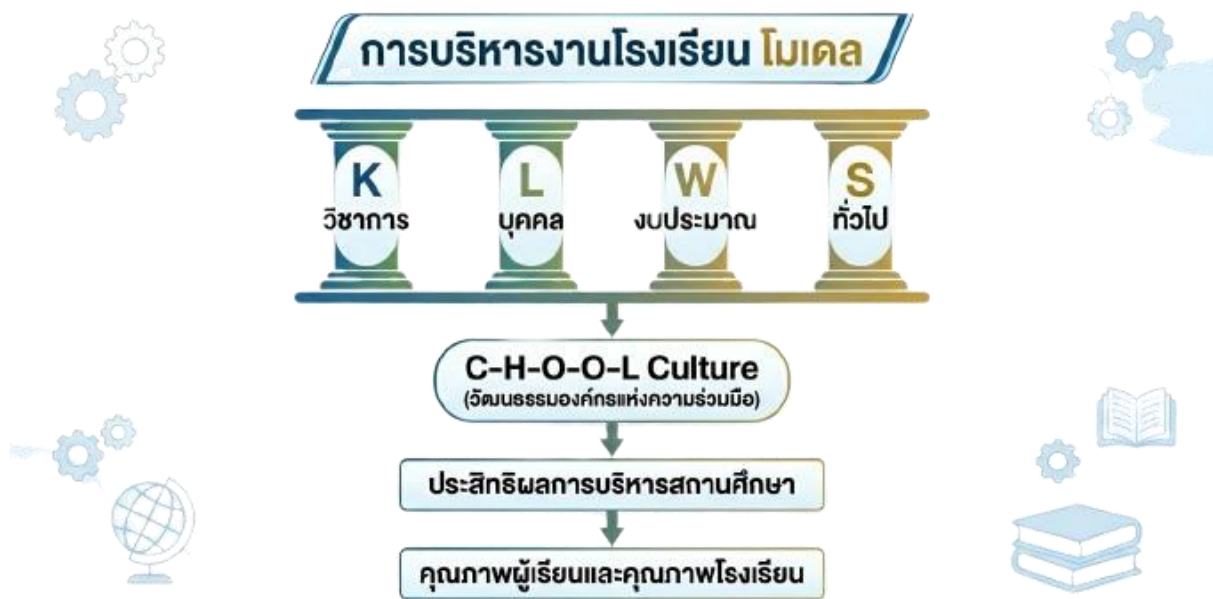 การบริหารงานโรงเรียน โมเดล
K L W S
วิชาการ บุคคล งบประมาณ ทั่วไป
C-H-O-O-L Culture
(วัฒนธรรมองค์กรแห่งความร่วมมือ)
ประสิทธิผลการบริหารสถานศึกษา
คุณภาพผู้เรียนและคุณภาพโรงเรียน